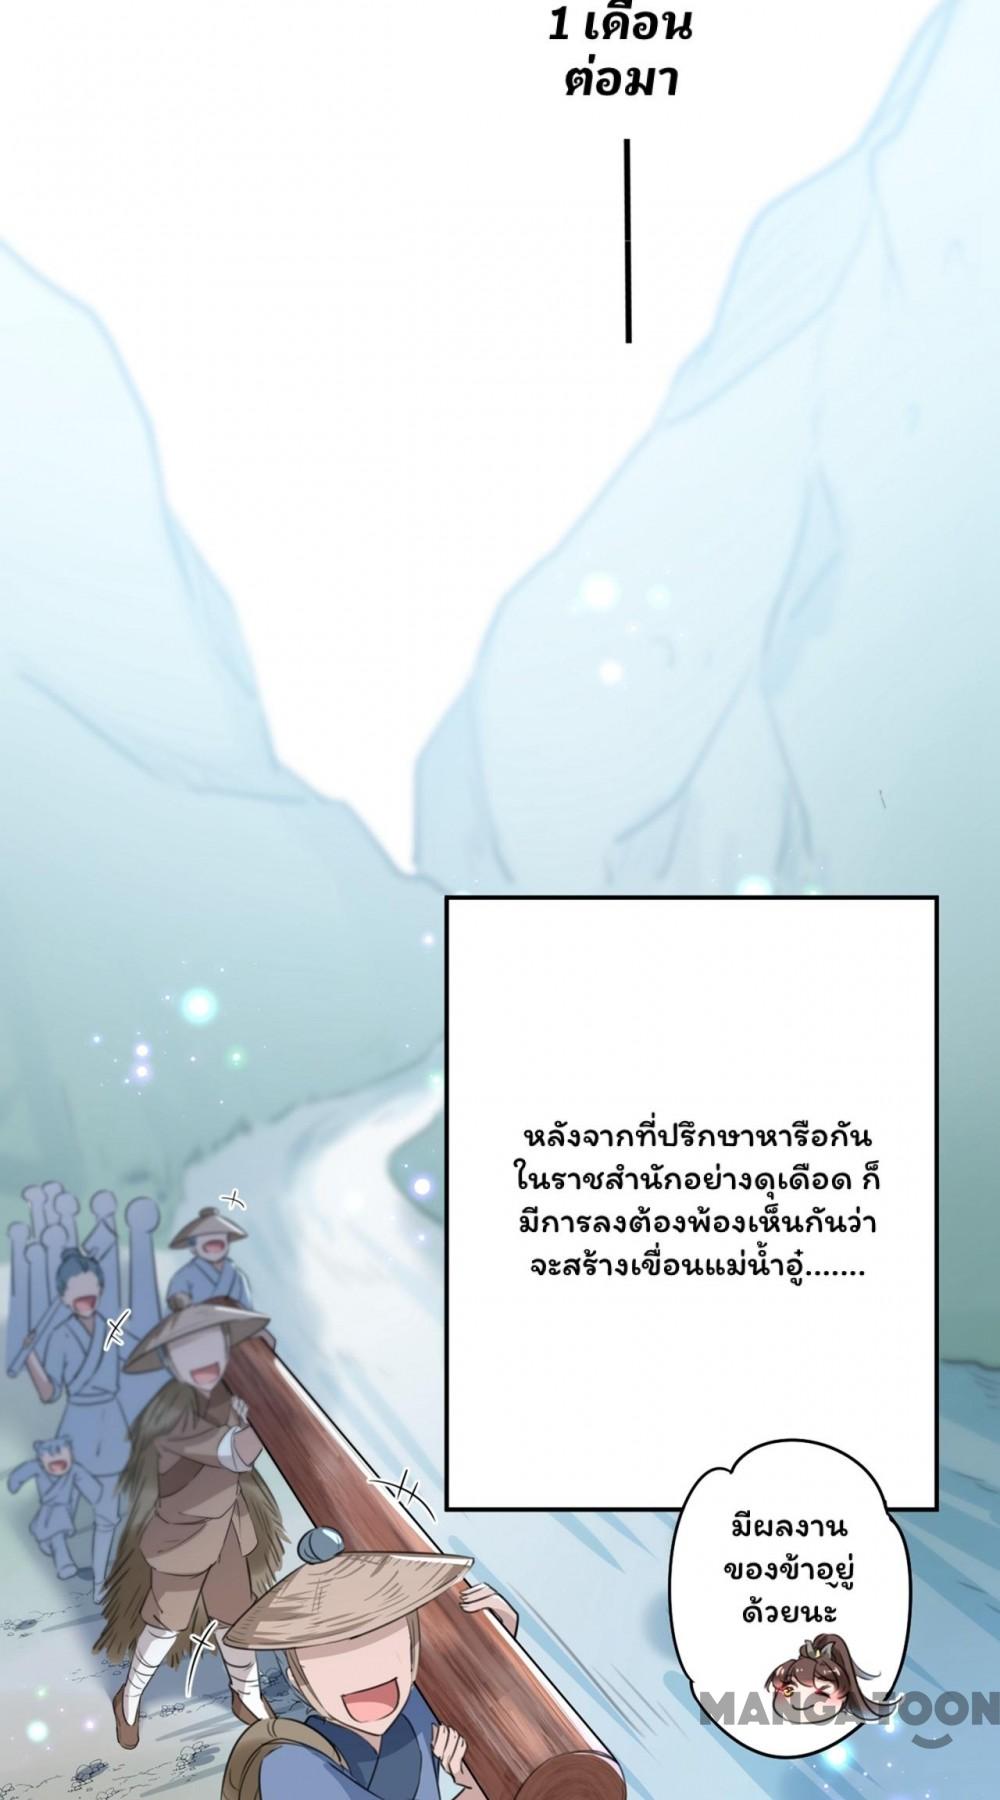 1 เดือน
ต่อมา
หลังจากที่ปรึกษาหารือกัน
ในราชสำนักอย่างดุเดือด ก็
มีการลงต้องพ้องเห็นกันว่า
จะสร้างเขื่อนแม่น้ำอู๋.......
มีผลงาน
ของข้าอยู่
ด้วยนะ
MANGATOON